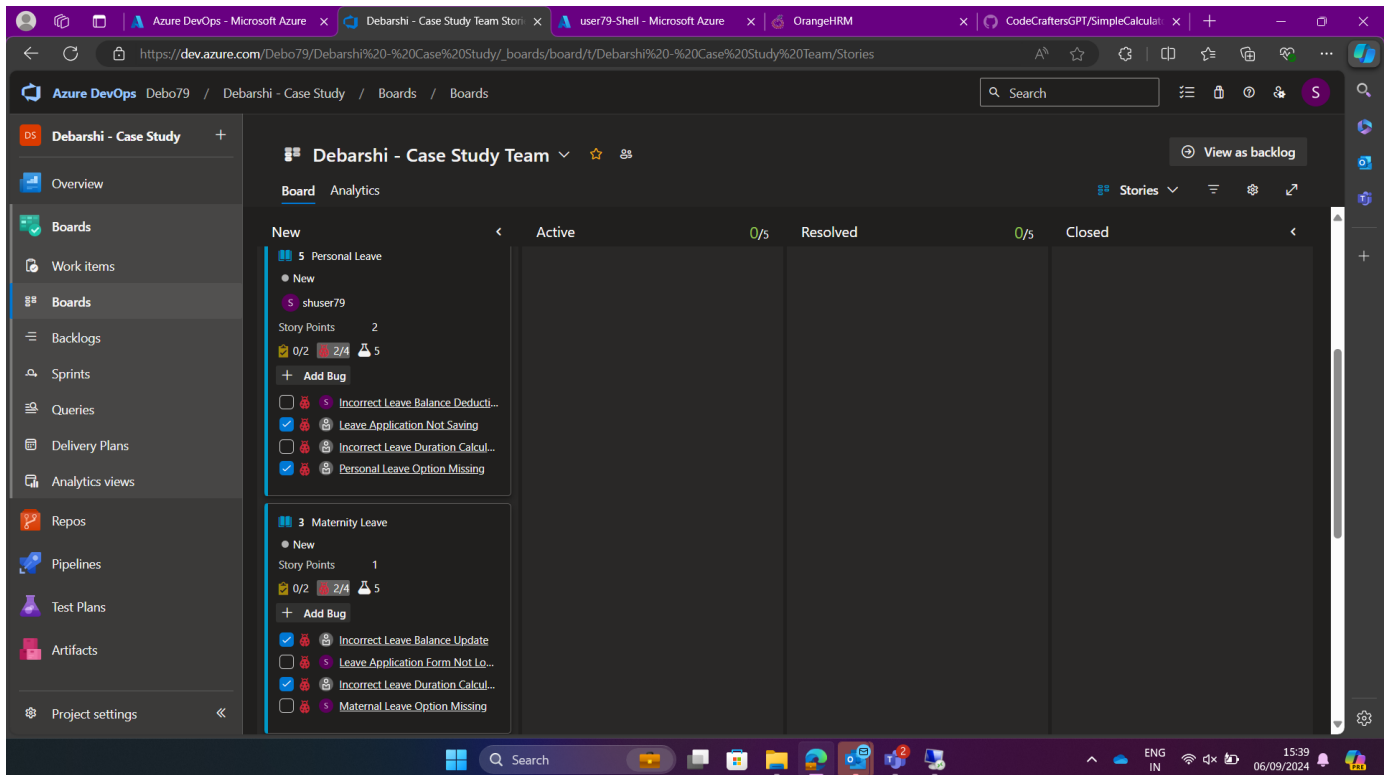 Azure DevOps - Microsoft Azure
Debarshi - Case Study Team Stori
user79-Shell - Microsoft Azure
OrangeHRM
CodeCraftersGPT/SimpleCalculat
https://dev.azure.com/Debo79/Debarshi%20-%20Case%20Study/_boards/board/t/Debarshi%20-%20Case%20Study%20Team/Stories
Azure DevOps Debo79 / Debarshi - Case Study / Boards / Boards
Search
S
DS Debarshi - Case Study
Overview
Boards
Work items
Boards
Backlogs
Sprints
Queries
Delivery Plans
Analytics views
Repos
Pipelines
Test Plans
Artifacts
Project settings
Debarshi - Case Study Team
View as backlog
Board Analytics
Stories
New
Active 0/5
Resolved 0/5
Closed
5 Personal Leave
New
S shuser79
Story Points 2
0/2 2/4 5
+ Add Bug
S Incorrect Leave Balance Deducti...
Leave Application Not Saving
Incorrect Leave Duration Calcul...
Personal Leave Option Missing
3 Maternity Leave
New
Story Points 1
0/2 2/4 5
+ Add Bug
Incorrect Leave Balance Update
S Leave Application Form Not Lo...
Incorrect Leave Duration Calcul...
S Maternal Leave Option Missing
Search
2
ENG
IN
15:39
06/09/2024
PRE